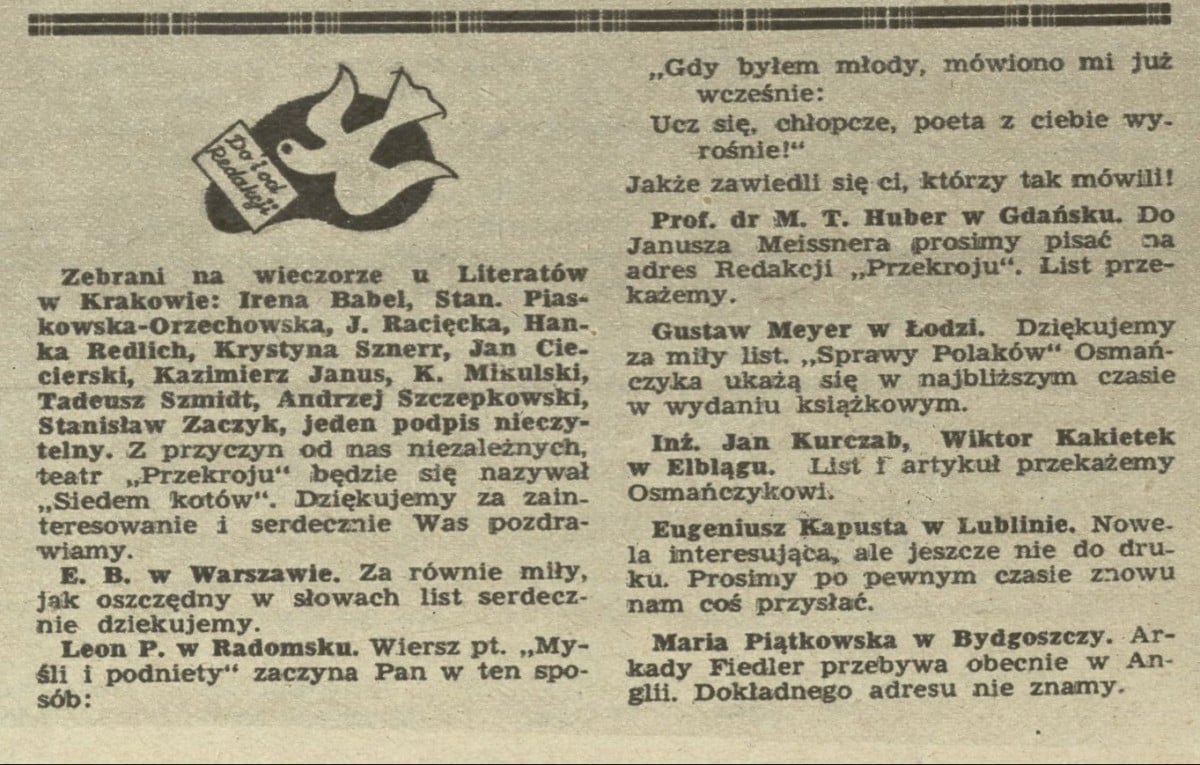 Do i od
Redakcji
Zebrani na wieczorze u Literatów
w Krakowie: Irena Babel, Stan. Pias-
kowska-Orzechowska, J. Racięcka, Han-
ka Redlich, Krystyna Sznerr, Jan Cie-
cierski, Kazimierz Janus, K. Mikulski,
Tadeusz Szmidt, Andrzej Szczepkowski,
Stanisław Zaczyk, jeden podpis nieczy-
telny. Z przyczyn od nas niezależnych,
teatr „Przekroju“ będzie się nazywał
„Siedem kotów“. Dziękujemy za zain-
teresowanie i serdecznie Was pozdra-
wiamy.
E. B. w Warszawie. Za równie miły,
jak oszczędny w słowach list serdecz-
nie dziekujemy.
Leon P. w Radomsku. Wiersz pt. „My-
śli i podniety“ zaczyna Pan w ten spo-
sób:
„Gdy byłem młody, mówiono mi już
wcześnie:
Ucz się, chłopcze, poeta z ciebie wy-
rośnie!“
Jakże zawiedli się ci, którzy tak mówili!
Prof. dr M. T. Huber w Gdańsku. Do
Janusza Meissnera prosimy pisać na
adres Redakcji „Przekroju“. List prze-
każemy.
Gustaw Meyer w Łodzi. Dziękujemy
za miły list. „Sprawy Polaków“ Osmań-
czyka ukażą się w najbliższym czasie
w wydaniu książkowym.
Inż. Jan Kurczab, Wiktor Kakietek
w Elblągu. List i artykuł przekażemy
Osmańczykowi.
Eugeniusz Kapusta w Lublinie. Nowe-
la interesująca, ale jeszcze nie do dru-
ku. Prosimy po pewnym czasie znowu
nam coś przysłać.
Maria Piątkowska w Bydgoszczy. Ar-
kady Fiedler przebywa obecnie w An-
glii. Dokładnego adresu nie znamy.